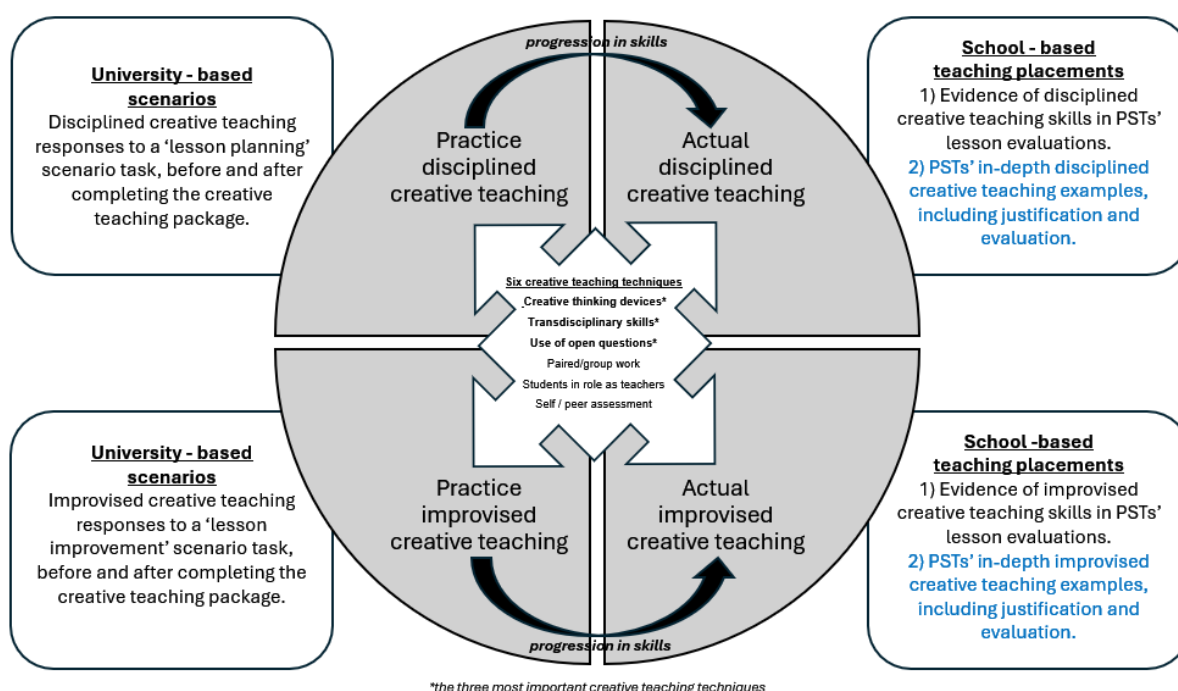 University - based
scenarios
Disciplined creative teaching
responses to a ‘lesson planning’
scenario task, before and after
completing the creative
teaching package.
progression in skills
Practice
disciplined
creative teaching
Actual
disciplined
creative teaching
School - based
teaching placements
1) Evidence of disciplined
creative teaching skills in PSTs’
lesson evaluations.
2) PSTs’ in-depth disciplined
creative teaching examples,
including justification and
evaluation.
Six creative teaching techniques
Creative thinking devices*
Transdisciplinary skills*
Use of open questions*
Paired/group work
Students in role as teachers
Self / peer assessment
University - based
scenarios
Improvised creative teaching
responses to a ‘lesson
improvement’ scenario task,
before and after completing the
creative teaching package.
Practice
improvised
creative teaching
Actual
improvised
creative teaching
progression in skills
School -based
teaching placements
1) Evidence of improvised
creative teaching skills in PSTs’
lesson evaluations.
2) PSTs’ in-depth improvised
creative teaching examples,
including justification and
evaluation.
*the three most important creative teaching techniques